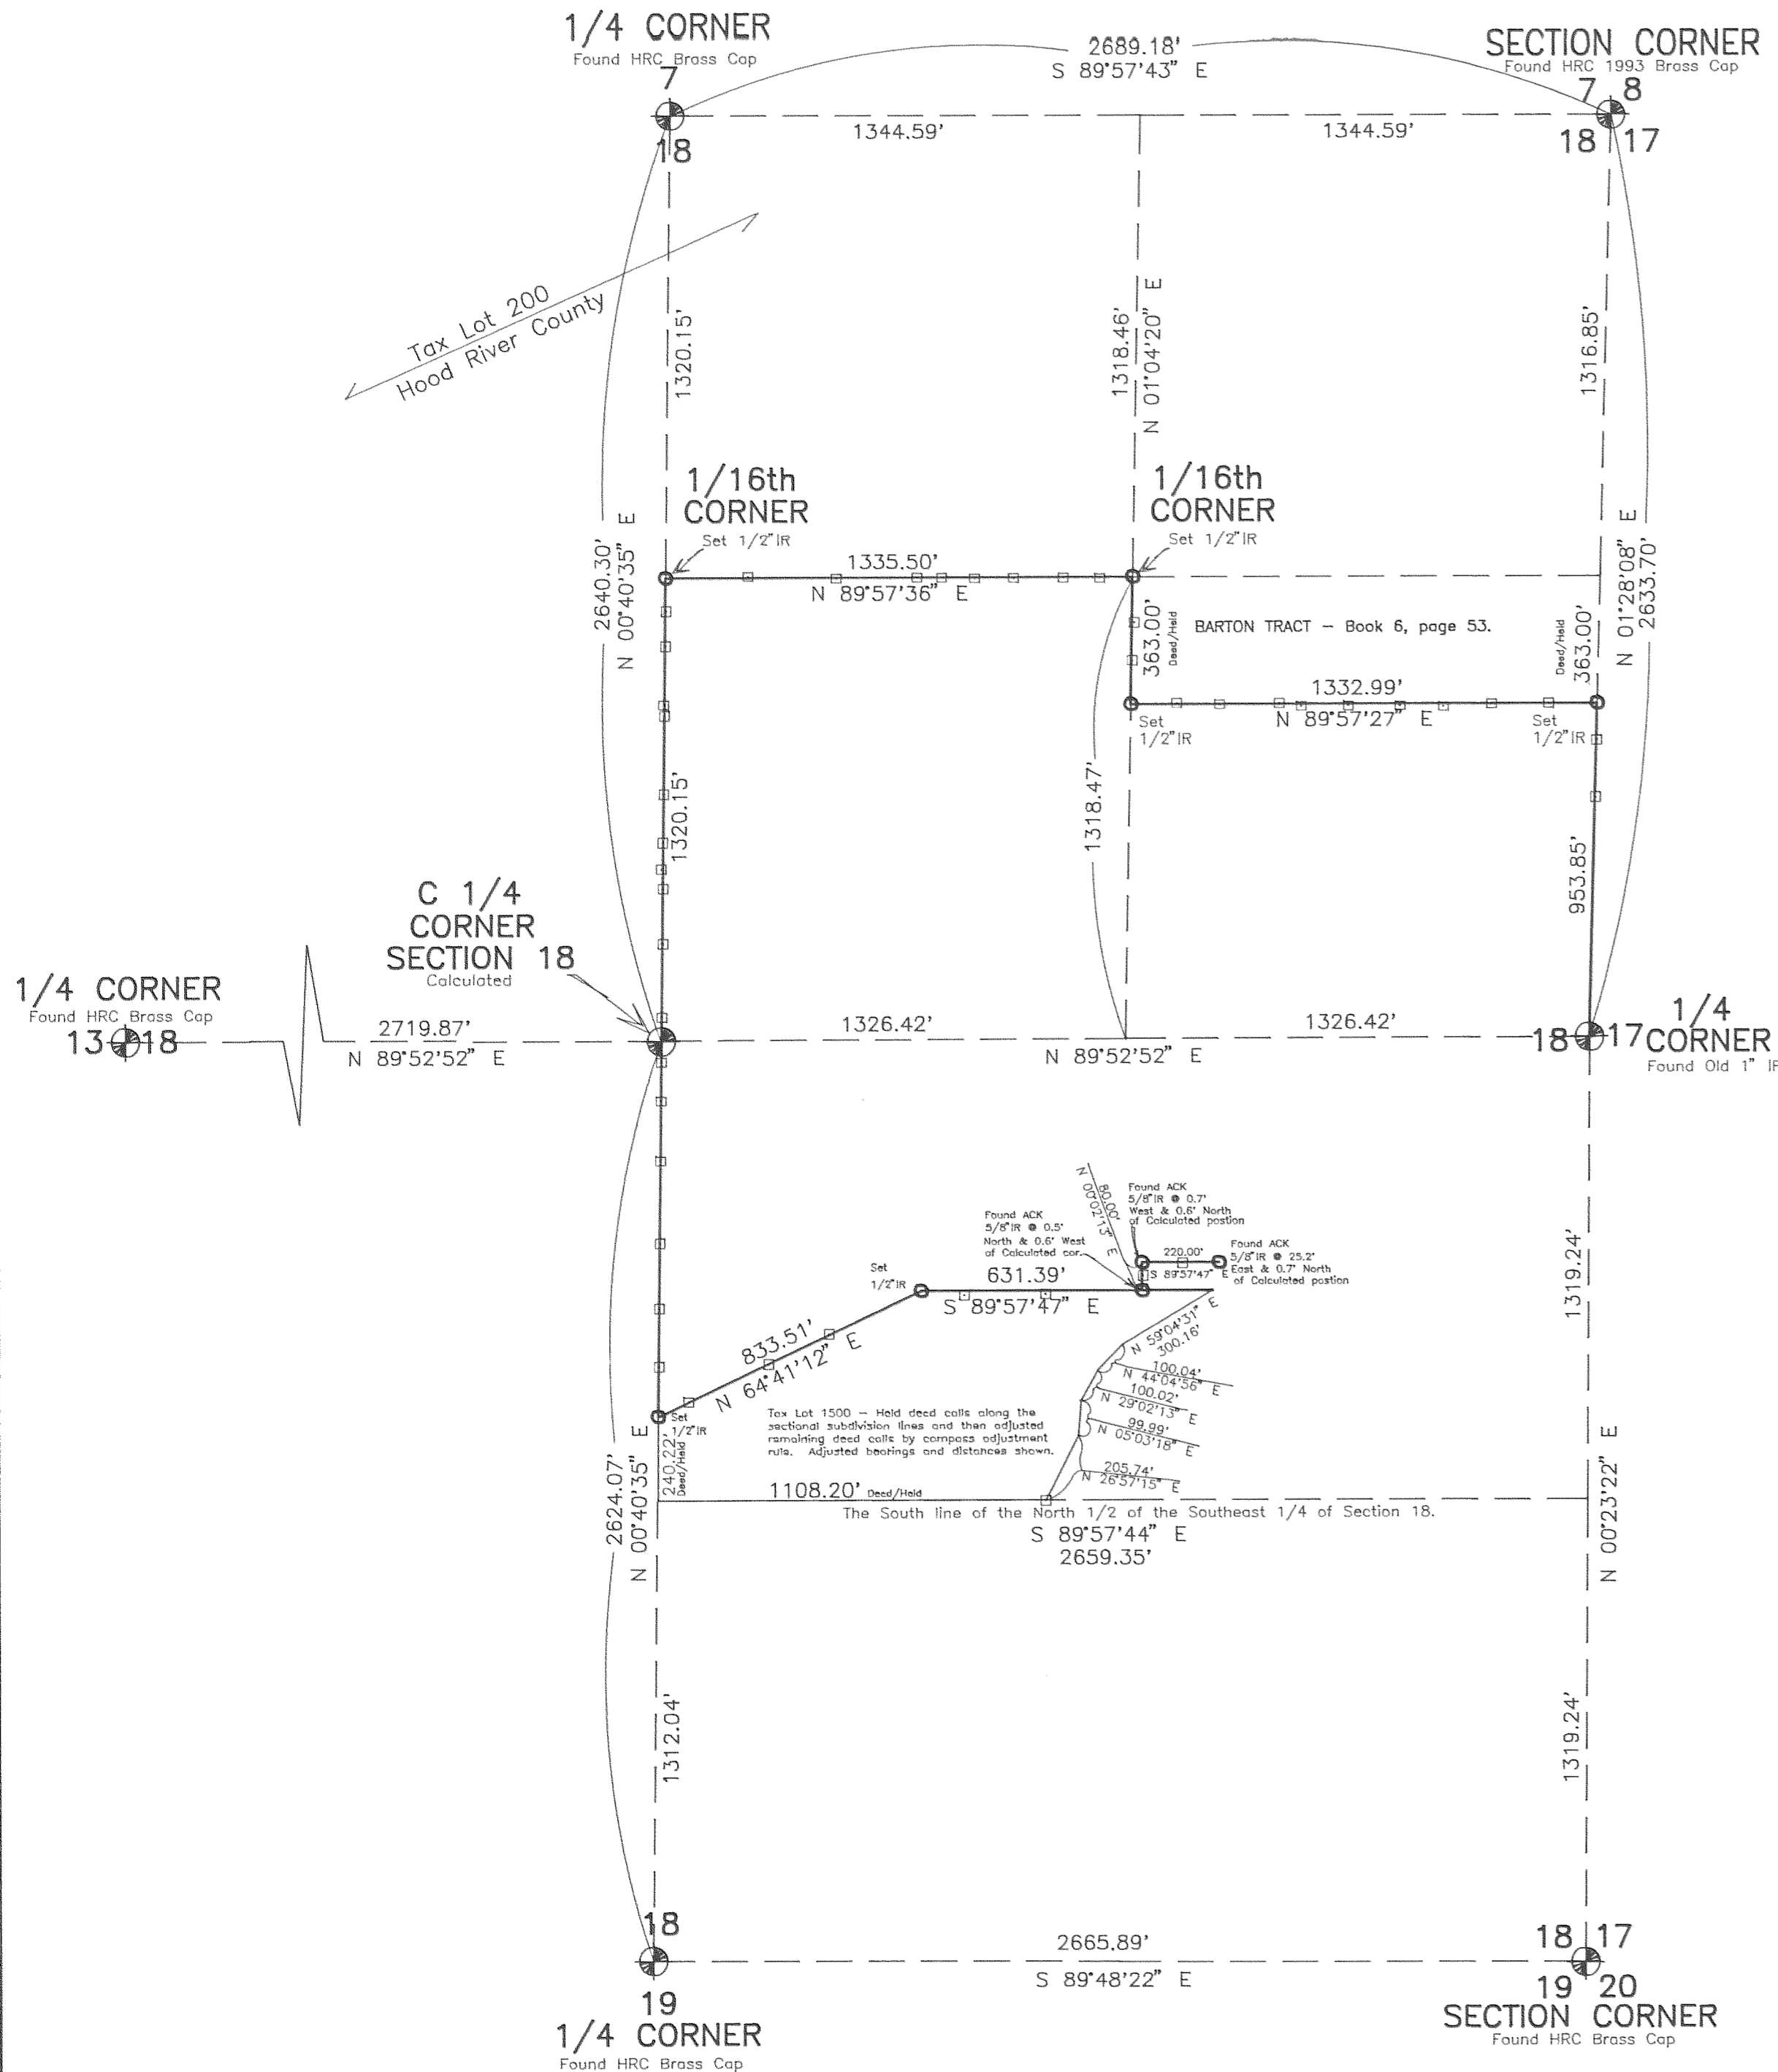 1/4 CORNER
Found HRC Brass Cap
7
18
2689.18'
S 89°57'43" E
SECTION CORNER
Found HRC 1993 Brass Cap
7 8
18 17
1344.59'
1344.59'
Tax Lot 200
Hood River County
1320.15'
1318.46'
N 01°04'20" E
1316.85'
2640.30'
N 00°40'35" E
N 01°28'08" E
2633.70'
1/16th
CORNER
Set 1/2"IR
1/16th
CORNER
Set 1/2"IR
1335.50'
N 89°57'36" E
363.00'
Deed/Held
BARTON TRACT – Book 6, page 53.
Deed/Held
363.00'
1332.99'
N 89°57'27" E
Set
1/2"IR
Set
1/2"IR
1320.15'
1318.47'
953.85'
C 1/4
CORNER
SECTION 18
Calculated
1/4 CORNER
Found HRC Brass Cap
13 18
2719.87'
N 89°52'52" E
1326.42'
1326.42'
N 89°52'52" E
18 17
1/4
CORNER
Found Old 1"
80.00'
N 00°02'13" E
Found ACK
5/8"IR @ 0.7'
West & 0.6' North
of Calculated postion
Found ACK
5/8"IR @ 0.5'
North & 0.6' West
of Calculated cor.
220.00'
S 89°57'47" E
Found ACK
5/8"IR @ 25.2'
East & 0.7' North
of Calculated postion
Set
1/2"IR
631.39'
S 89°57'47" E
833.51'
N 64°41'12" E
N 59°04'31" E
300.16'
100.04'
N 44°04'56" E
100.02'
N 29°02'13" E
99.99'
N 05°03'18" E
205.74'
N 26°57'15" E
Set
1/2"IR
Tax Lot 1500 – Held deed calls along the
sectional subdivision lines and then adjusted
remaining deed calls by compass adjustment
rule. Adjusted bearings and distances shown.
240.22'
Deed/Held
1108.20' Deed/Held
The South line of the North 1/2 of the Southeast 1/4 of Section 18.
S 89°57'44" E
2659.35'
2624.07'
N 00°40'35" E
1319.24'
N 00°23'22" E
1312.04'
1319.24'
18
19
1/4 CORNER
Found HRC Brass Cap
2665.89'
S 89°48'22" E
18 17
19 20
SECTION CORNER
Found HRC Brass Cap